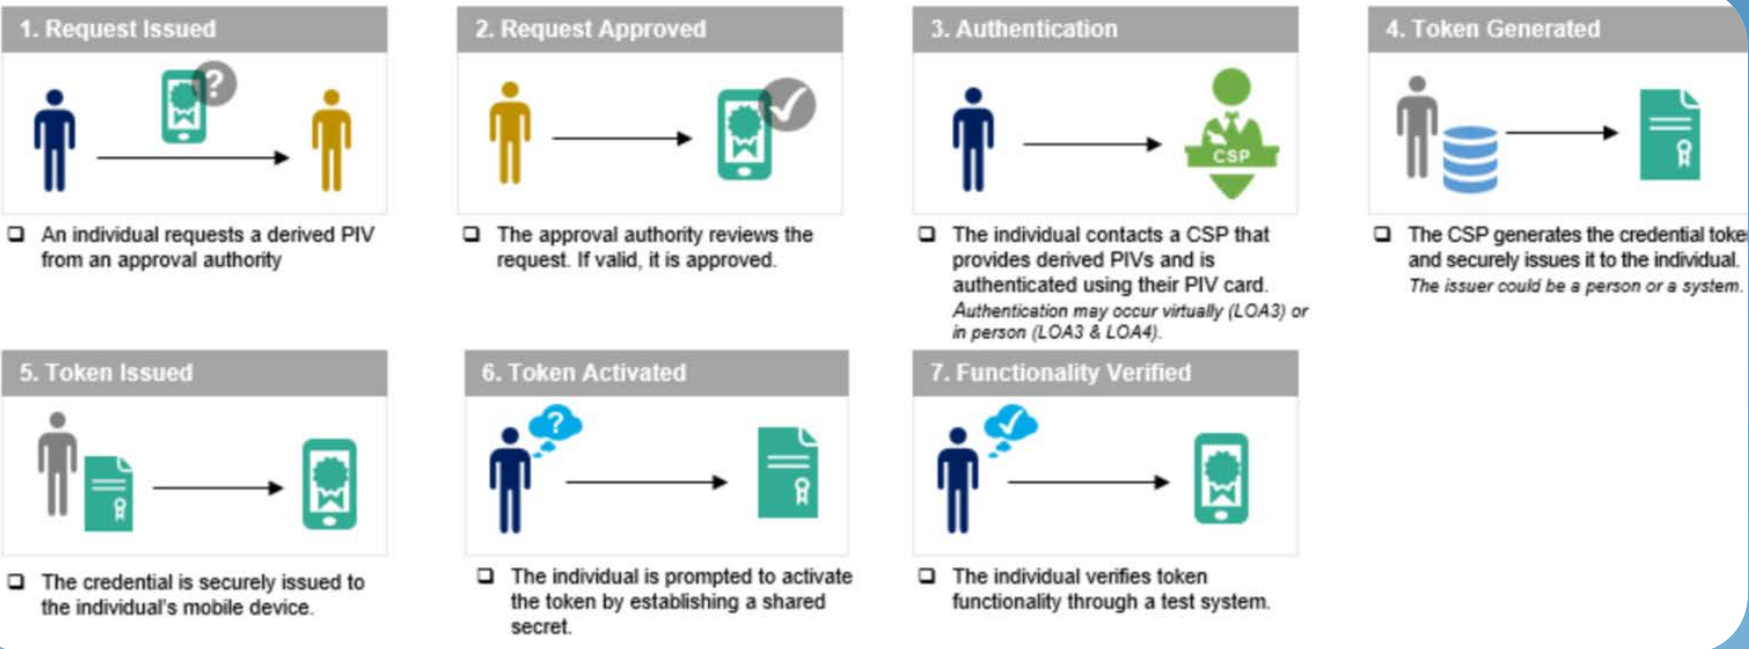 1. Request Issued
?
An individual requests a derived PIV
from an approval authority
2. Request Approved
The approval authority reviews the
request. If valid, it is approved.
3. Authentication
CSP
The individual contacts a CSP that
provides derived PIVs and is
authenticated using their PIV card.
Authentication may occur virtually (LOA3) or
in person (LOA3 & LOA4).
4. Token Generated
The CSP generates the credential toke
and securely issues it to the individual.
The issuer could be a person or a system.
5. Token Issued
The credential is securely issued to
the individual's mobile device.
6. Token Activated
?
The individual is prompted to activate
the token by establishing a shared
secret.
7. Functionality Verified
The individual verifies token
functionality through a test system.